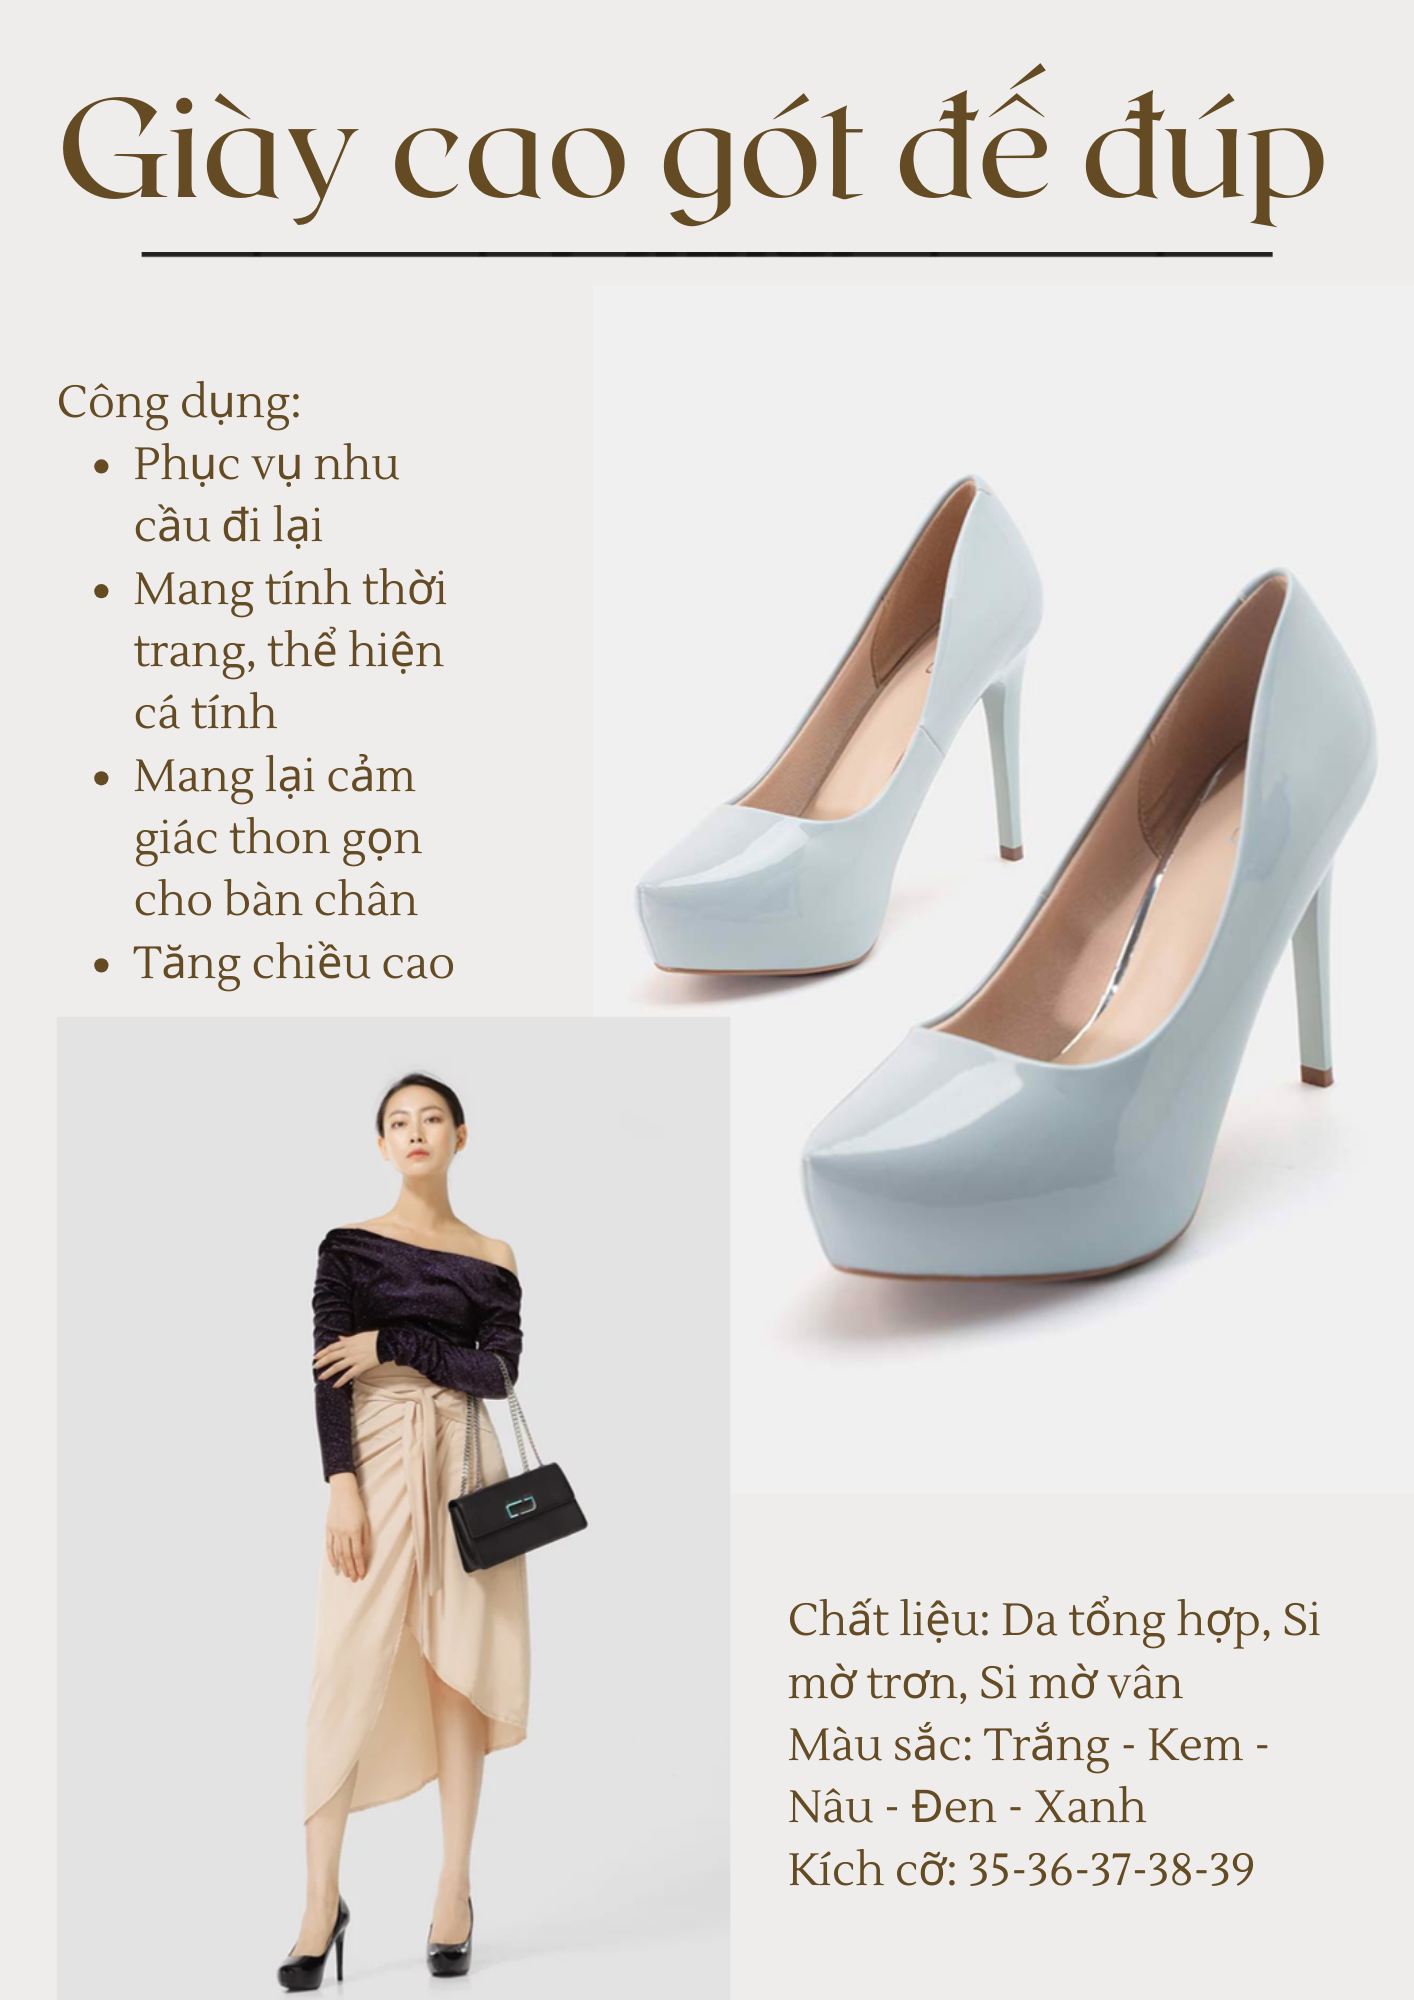 Giày cao gót đế đúp
Công dụng:
• Phục vụ nhu
cầu đi lại
• Mang tính thời
trang, thể hiện
cá tính
• Mang lại cảm
giác thon gọn
cho bàn chân
• Tăng chiều cao
Chất liệu: Da tổng hợp, Si
mờ trơn, Si mờ vân
Màu sắc: Trắng - Kem -
Nâu - Đen - Xanh
Kích cỡ: 35-36-37-38-39